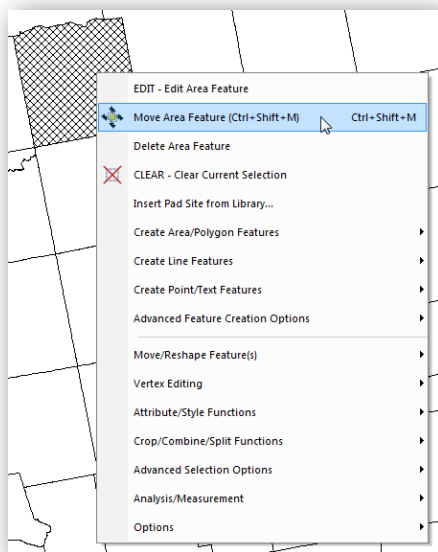 EDIT - Edit Area Feature
Move Area Feature (Ctrl+Shift+M) Ctrl+Shift+M
Delete Area Feature
CLEAR - Clear Current Selection
Insert Pad Site from Library...
Create Area/Polygon Features
Create Line Features
Create Point/Text Features
Advanced Feature Creation Options
Move/Reshape Feature(s)
Vertex Editing
Attribute/Style Functions
Crop/Combine/Split Functions
Advanced Selection Options
Analysis/Measurement
Options